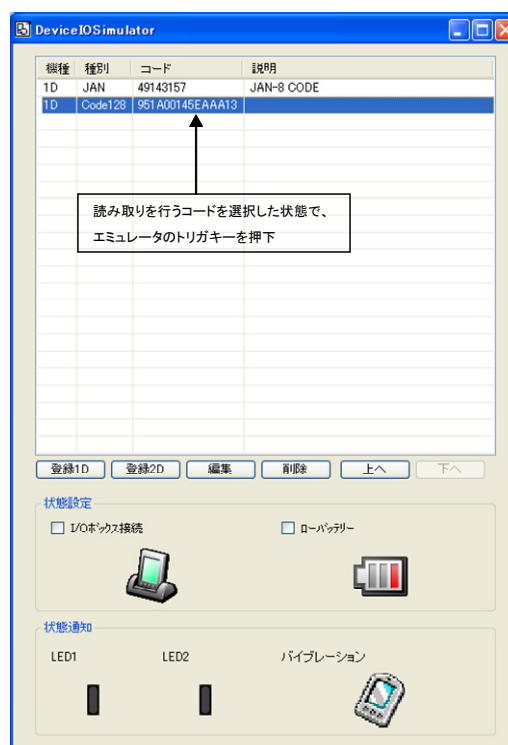 DeviceIOSimulator
機種 種別 コード 説明
1D JAN 49143157 JAN-8 CODE
1D Code128 951A00145EAAA13
読み取りを行うコードを選択した状態で、
エミュレータのトリガキーを押下
登録1D 登録2D 編集 削除 上へ 下へ
状態設定
I/Oボックス接続 ローバッテリー
状態通知
LED1 LED2 バイブレーション